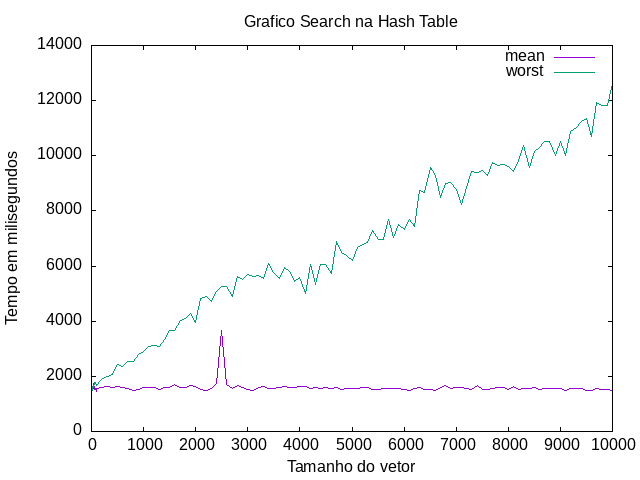 Grafico Search na Hash Table
14000
12000
10000
8000
6000
4000
2000
0
mean
worst
Tempo em milisegundos
0 1000 2000 3000 4000 5000 6000 7000 8000 9000 10000
Tamanho do vetor